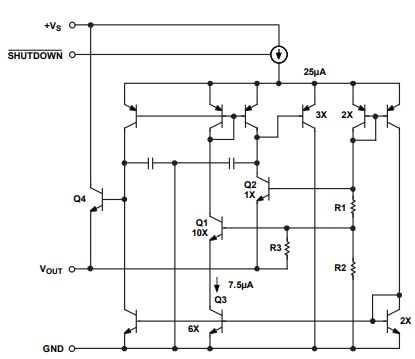 +VS
SHUTDOWN
25µA
3X
2X
Q4
Q2
1X
R1
Q1
10X
R3
VOUT
R2
7.5µA
Q3
6X
2X
GND